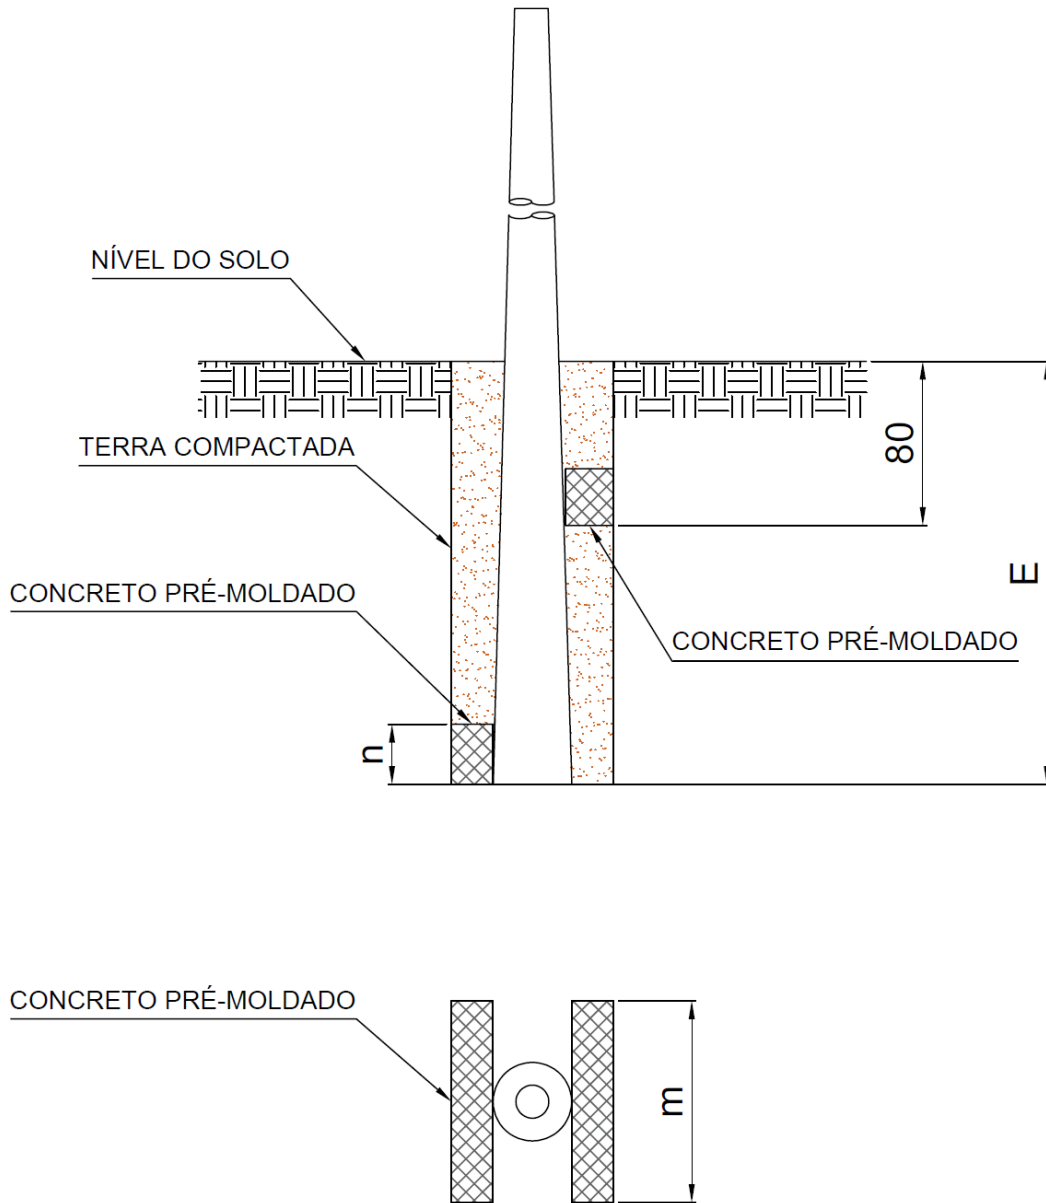 NÍVEL DO SOLO
TERRA COMPACTADA
80
CONCRETO PRÉ-MOLDADO
E
CONCRETO PRÉ-MOLDADO
n
CONCRETO PRÉ-MOLDADO
m